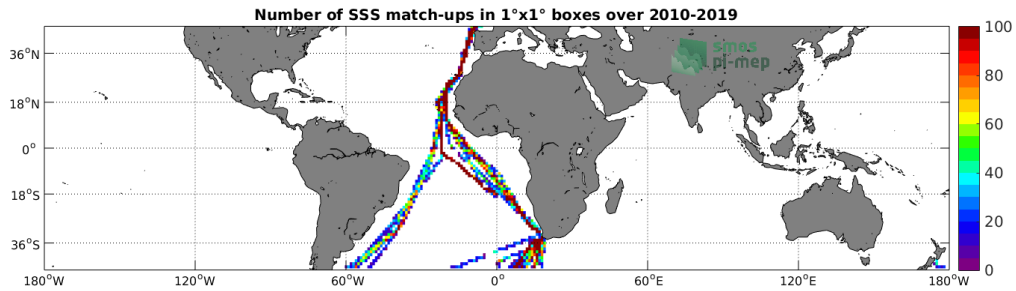 Number of SSS match-ups in 1°x1° boxes over 2010-2019
36°N
18°N
0°
18°S
36°S
180°W
120°W
60°W
0°
60°E
120°E
180°E
smos
pi-mep
100
80
60
40
20
0